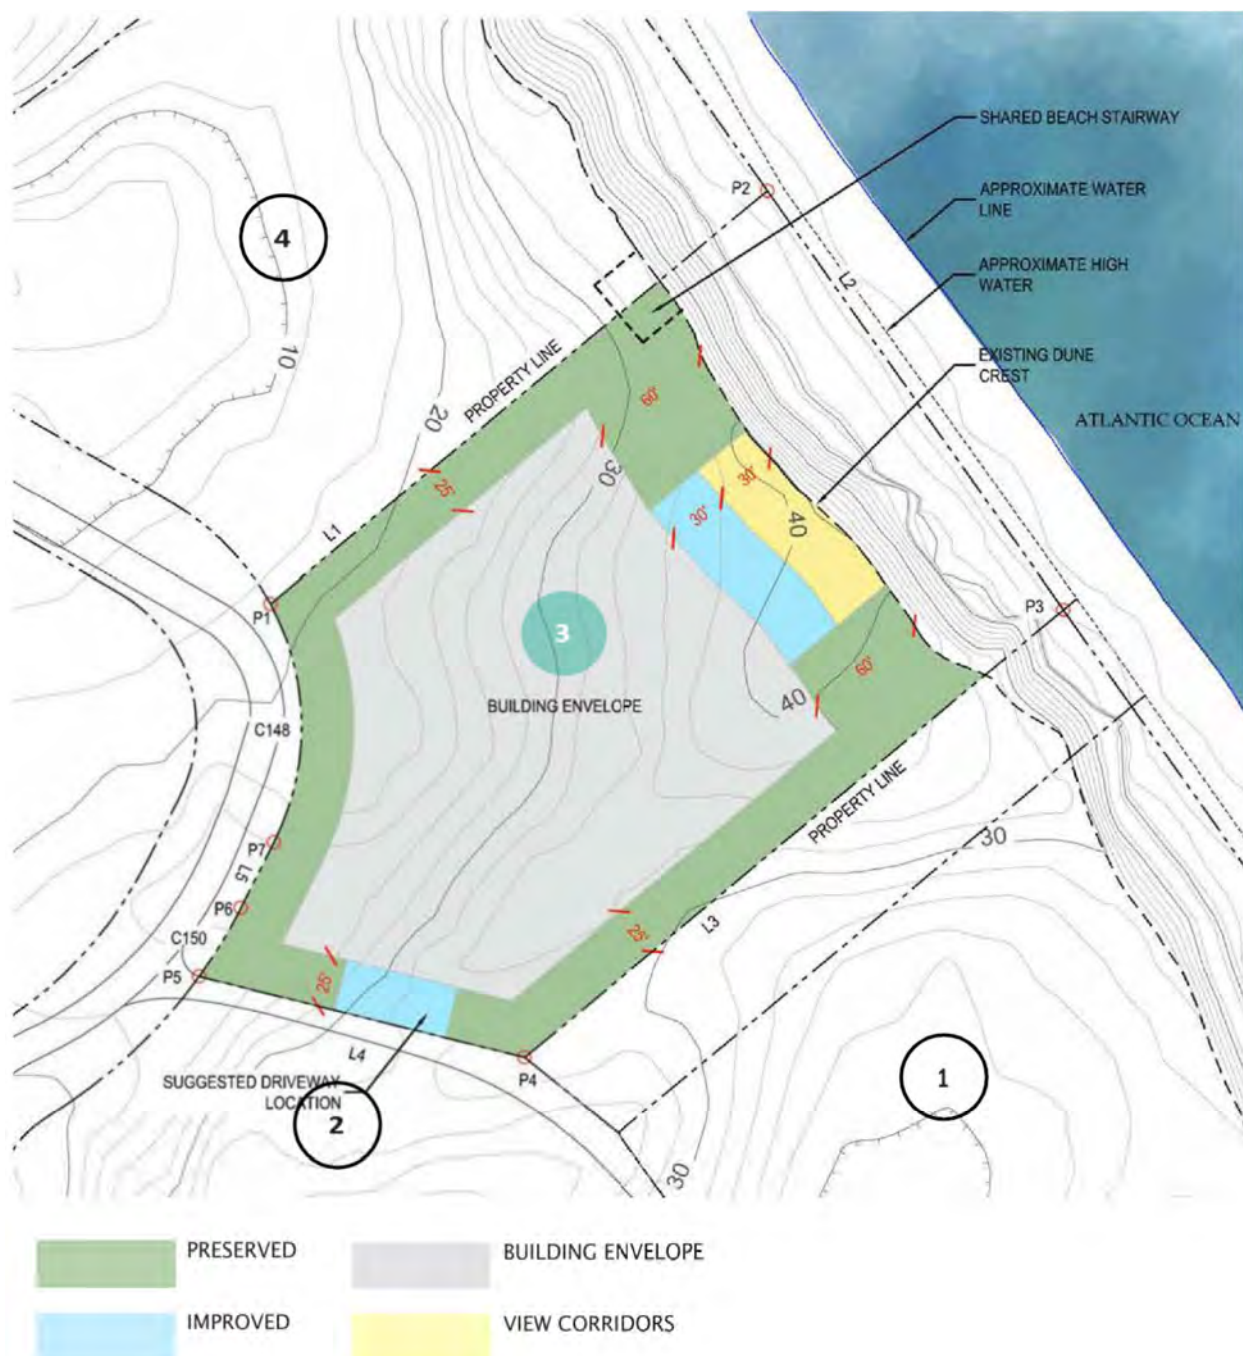 SHARED BEACH STAIRWAY
P2
APPROXIMATE WATER
LINE
4
APPROXIMATE HIGH
WATER
L2
10
EXISTING DUNE
CREST
PROPERTY LINE
60'
20
ATLANTIC OCEAN
30
30'
25'
30'
40
L1
P1
P3
3
60'
BUILDING ENVELOPE
40
C148
PROPERTY LINE
30
P7
L5
P6
L3
25'
C150
P5
25'
L4
P4
SUGGESTED DRIVEWAY
LOCATION
1
2
30
PRESERVED
BUILDING ENVELOPE
IMPROVED
VIEW CORRIDORS